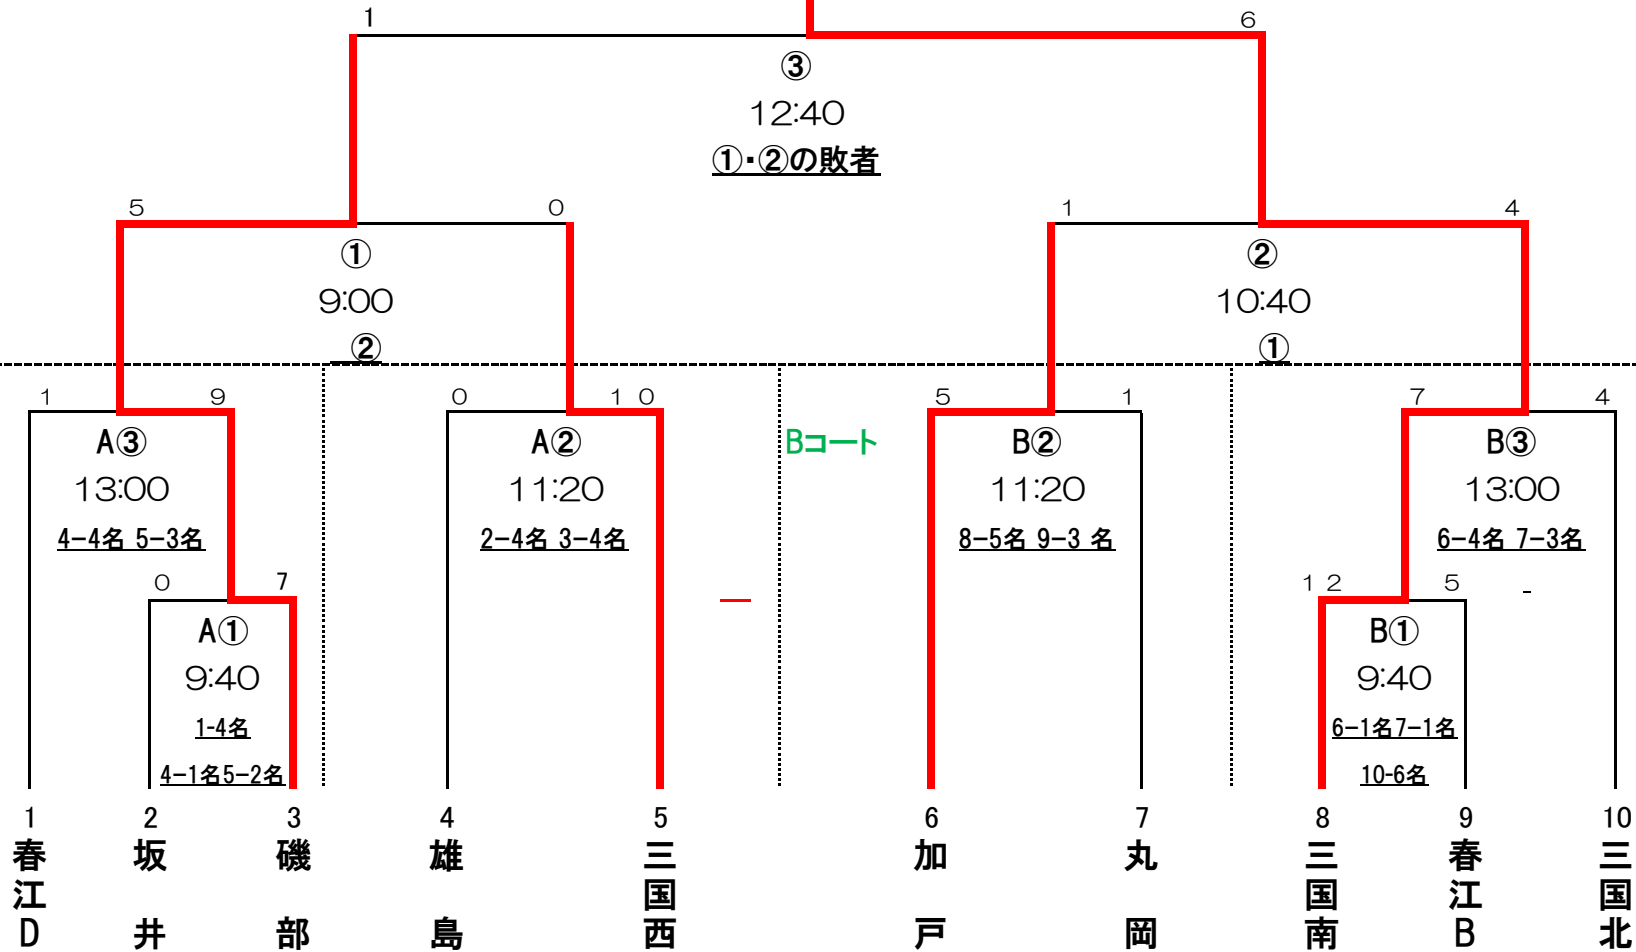 1 6
③
12:40
①・②の敗者
5 0 1 4
① ②
9:00 10:40
② ①
1 9 0 10 5 1 7 4
A③ A② Bコート B② B③
13:00 11:20 11:20 13:00
4−4名 5−3名 2−4名 3−4名 8−5名 9−3 名 6−4名 7−3名
0 7 12 5
A① B①
9:40 9:40
1-4名 6−1名7−1名
4−1名5−2名 10-6名
1 2 3 4 5 6 7 8 9 10
春江D 坂井 磯部 雄島 三国西 加戸 丸岡 三国南 春江B 三国北